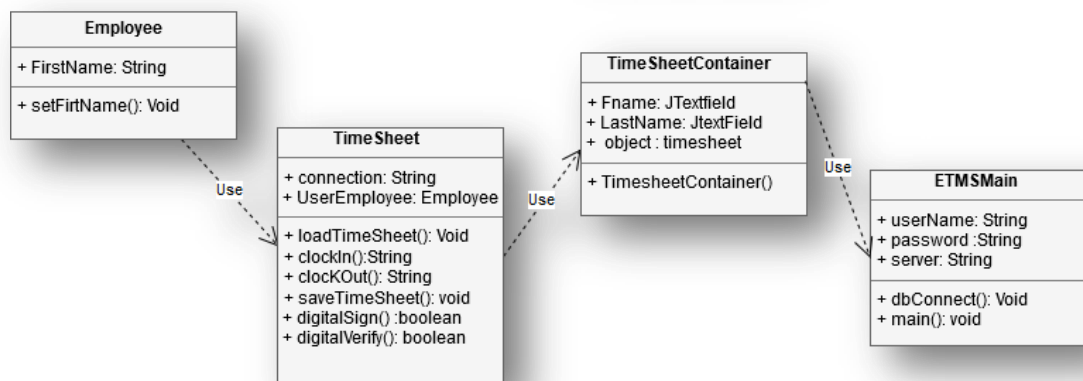 Employee
+ FirstName: String
+ setFirtName(): Void
Use
TimeSheet
+ connection: String
+ UserEmployee: Employee
+ loadTimeSheet(): Void
+ clockIn():String
+ clocKOut(): String
+ saveTimeSheet(): void
+ digitalSign() :boolean
+ digitalVerify(): boolean
Use
TimeSheetContainer
+ Fname: JTextfield
+ LastName: JtextField
+ object : timesheet
+ TimesheetContainer()
Use
ETMSMain
+ userName: String
+ password :String
+ server: String
+ dbConnect(): Void
+ main(): void